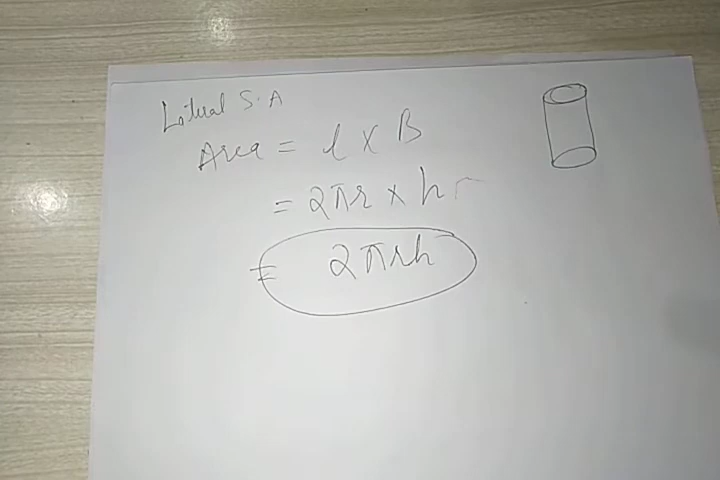 Lateral S.A
Area = l × B
= 2πr × h
= 2πrh